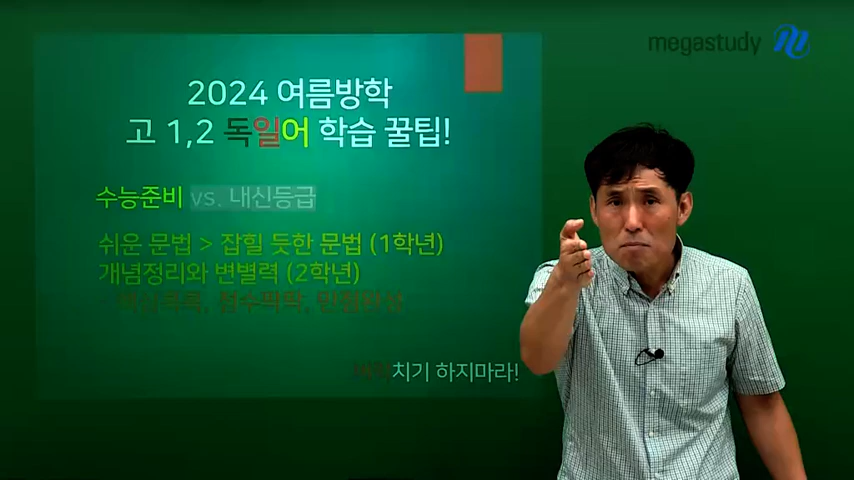 megastudy
2024 여름방학
고 1,2 독일어 학습 꿀팁!
수능준비 vs. 내신등급
쉬운 문법 > 잡힐 듯한 문법 (1학년)
개념정리와 변별력 (2학년)
치기 하지마라!